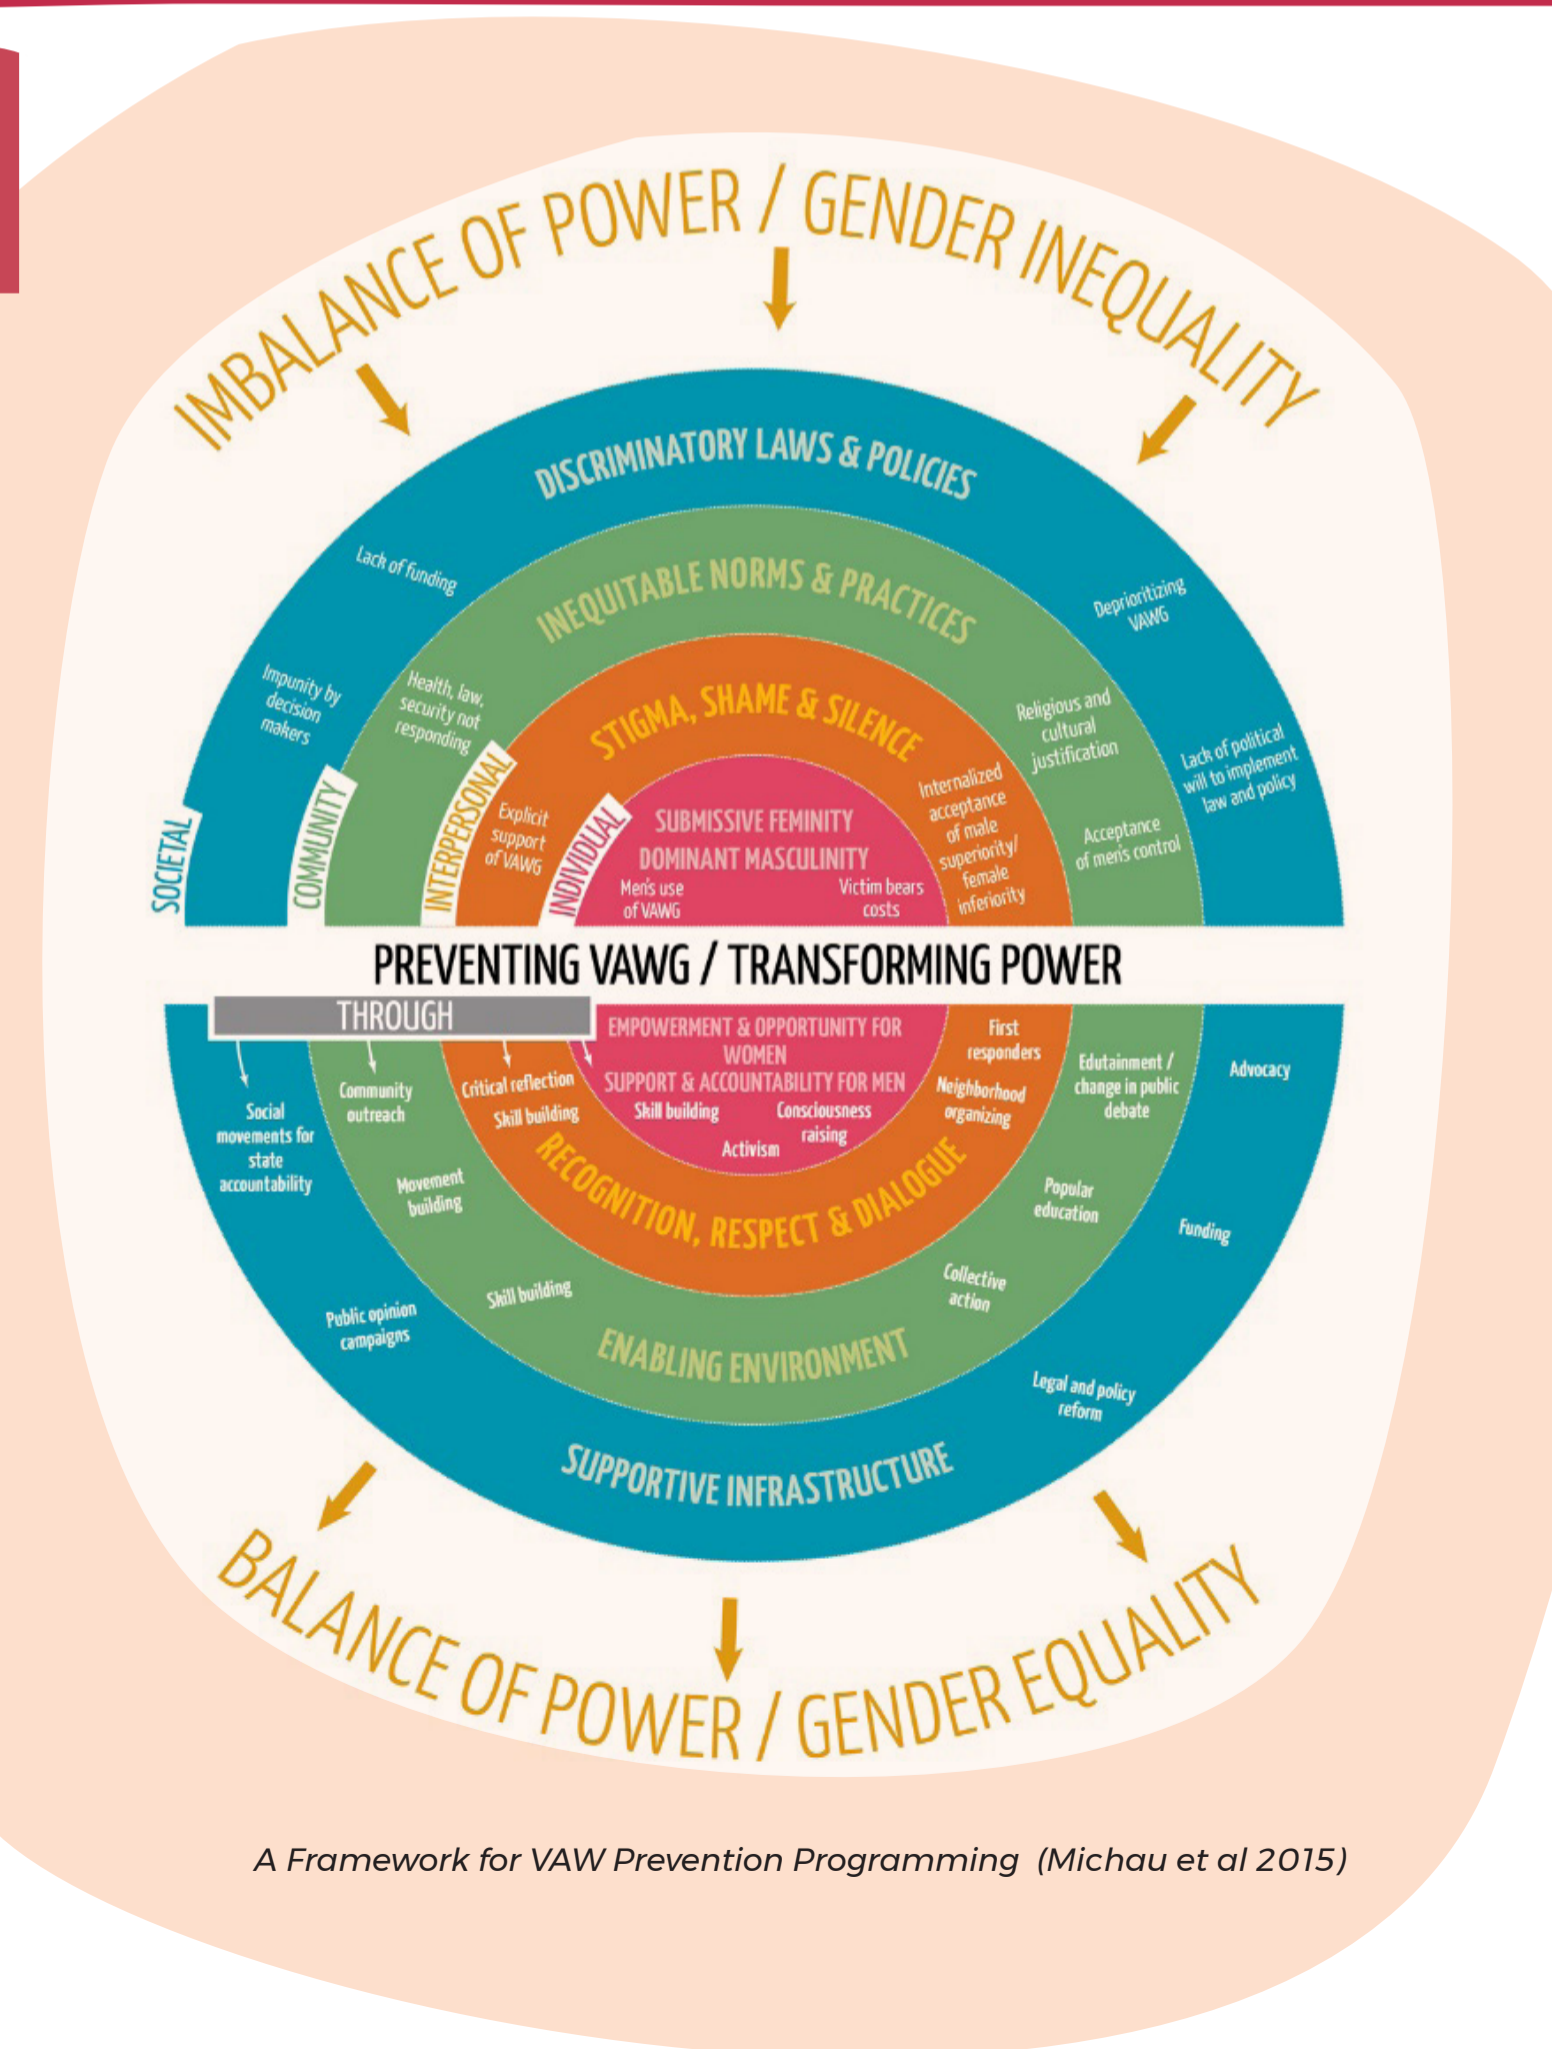 IMBALANCE OF POWER / GENDER INEQUALITY
DISCRIMINATORY LAWS & POLICIES
Lack of funding
Impunity by
decision
makers
Deprioritizing
VAWG
Lack of political
will to implement
law and policy
SOCIETAL
INEQUITABLE NORMS & PRACTICES
Health, law,
security not
responding
Religious and
cultural
justification
Acceptance
of men's control
COMMUNITY
STIGMA, SHAME & SILENCE
Explicit
support
of VAWG
Internalized
acceptance
of male
superiority/
female
inferiority
INTERPERSONAL
INDIVIDUAL
SUBMISSIVE FEMINITY
DOMINANT MASCULINITY
Men's use
of VAWG
Victim bears
costs
PREVENTING VAWG / TRANSFORMING POWER
THROUGH
EMPOWERMENT & OPPORTUNITY FOR
WOMEN
SUPPORT & ACCOUNTABILITY FOR MEN
Skill building
Consciousness
raising
Activism
Critical reflection
Skill building
First
responders
Neighborhood
organizing
RECOGNITION, RESPECT & DIALOGUE
Community
outreach
Movement
building
Skill building
Edutainment /
change in public
debate
Popular
education
Collective
action
ENABLING ENVIRONMENT
Social
movements for
state
accountability
Public opinion
campaigns
Advocacy
Funding
Legal and policy
reform
SUPPORTIVE INFRASTRUCTURE
BALANCE OF POWER / GENDER EQUALITY
A Framework for VAW Prevention Programming (Michau et al 2015)